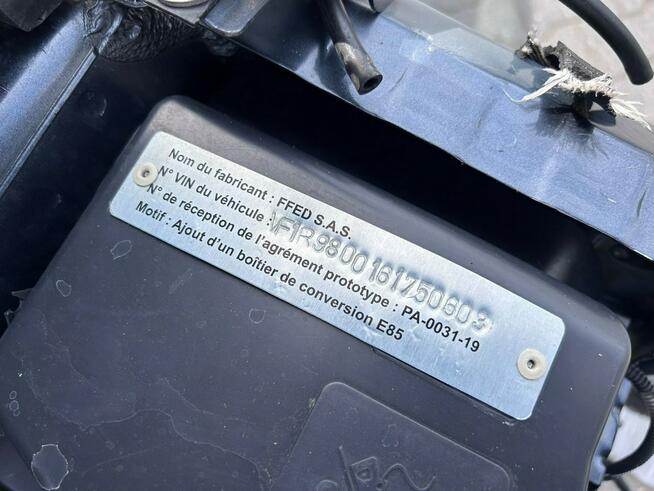 Nom du fabricant : FFED S.A.S.
N° VIN du véhicule : VF1R9800161750603
N° de réception de l'agrément prototype : PA-0031-19
Motif : Ajout d'un boîtier de conversion E85